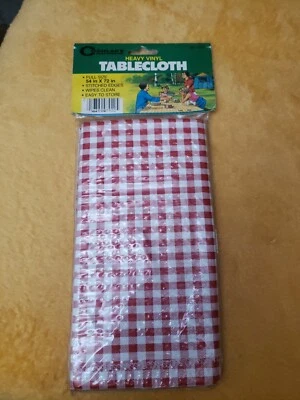 Coghlan's
HEAVY VINYL
TABLECLOTH
• FULL SIZE
54 in X 72 in
• STITCHED EDGES
• WIPES CLEAN
• EASY TO STORE